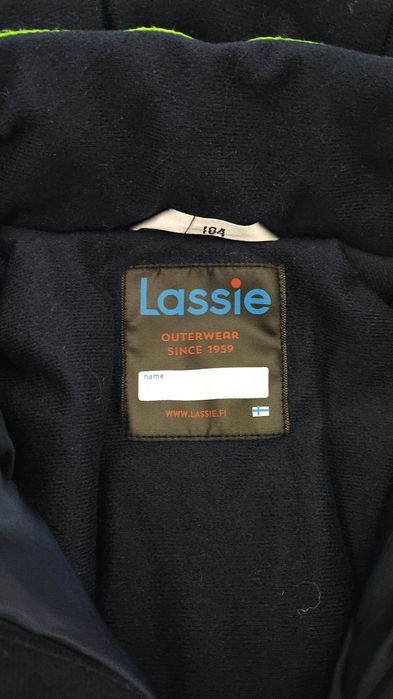 104
Lassie
OUTERWEAR
SINCE 1959
name
WWW.LASSIE.FI